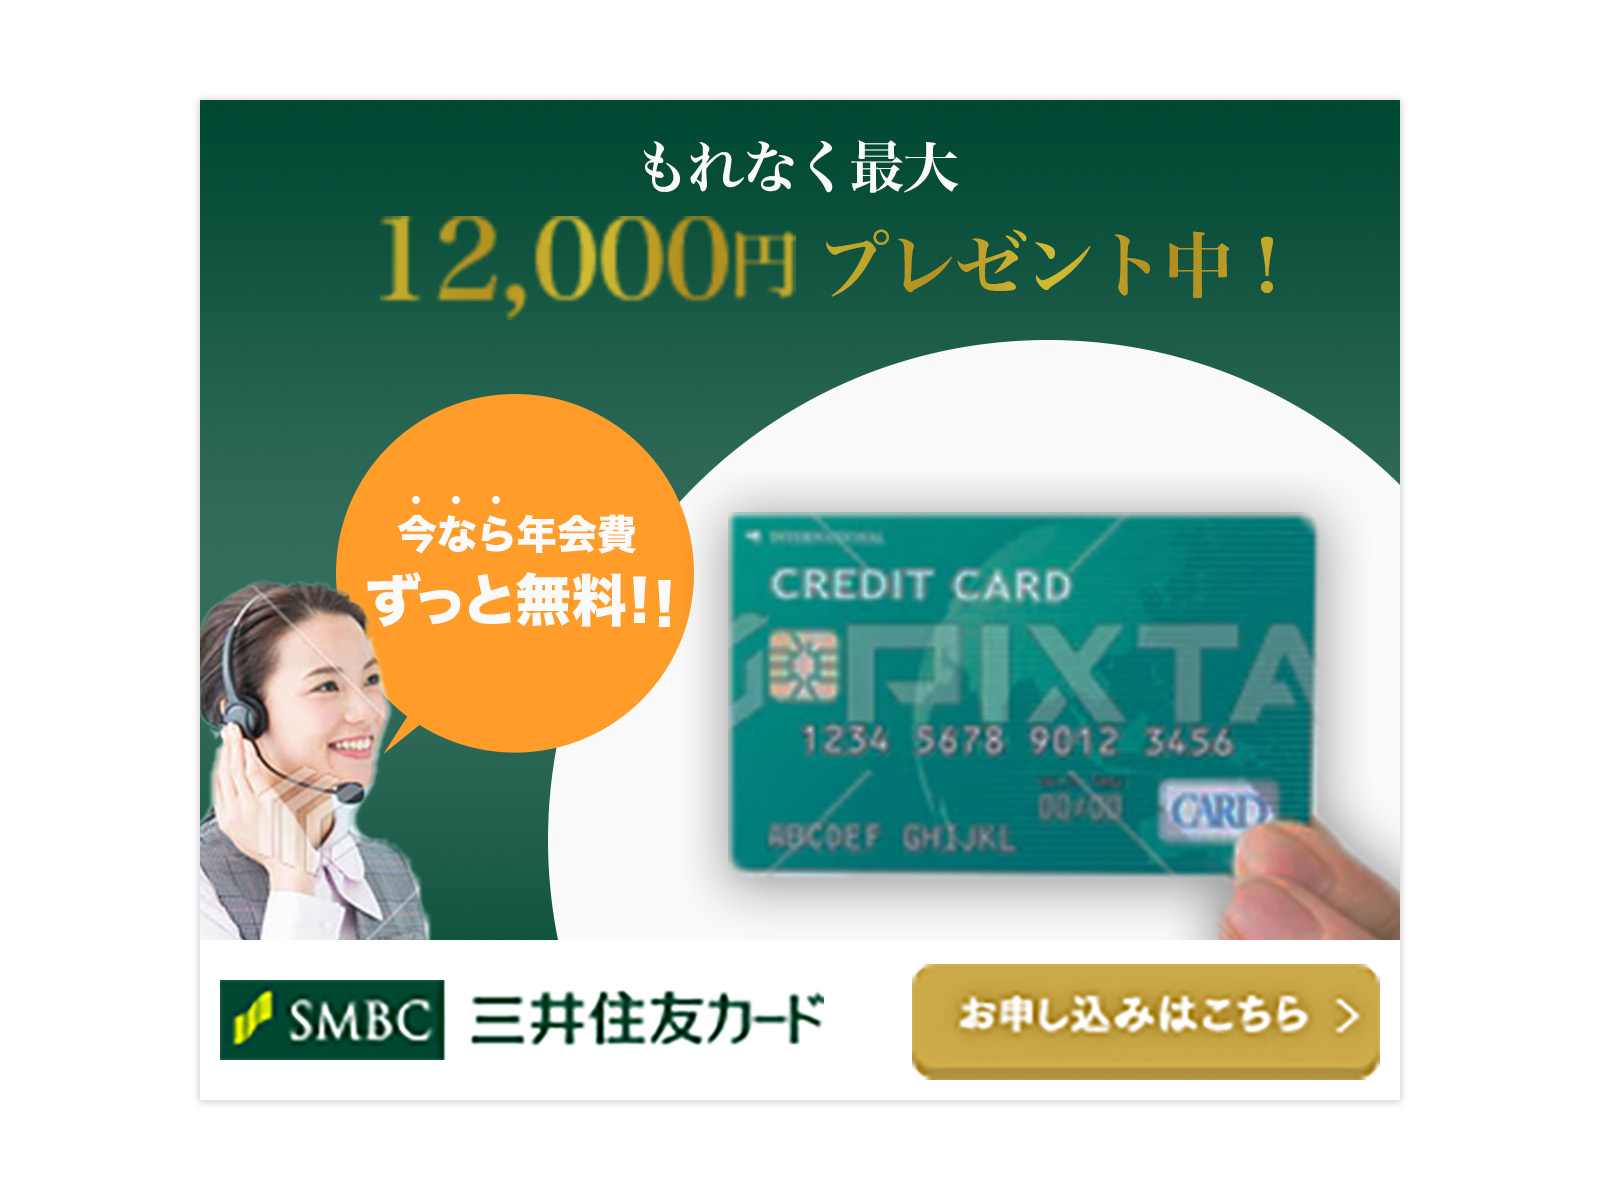 もれなく最大
12,000円 プレゼント中！
今なら年会費
ずっと無料!!
INTERNATIONAL
CREDIT CARD
PIXTA
1234 5678 9012 3456
00/00
CARD
ABCDEF GHIJKL
SMBC 三井住友カード
お申し込みはこちら